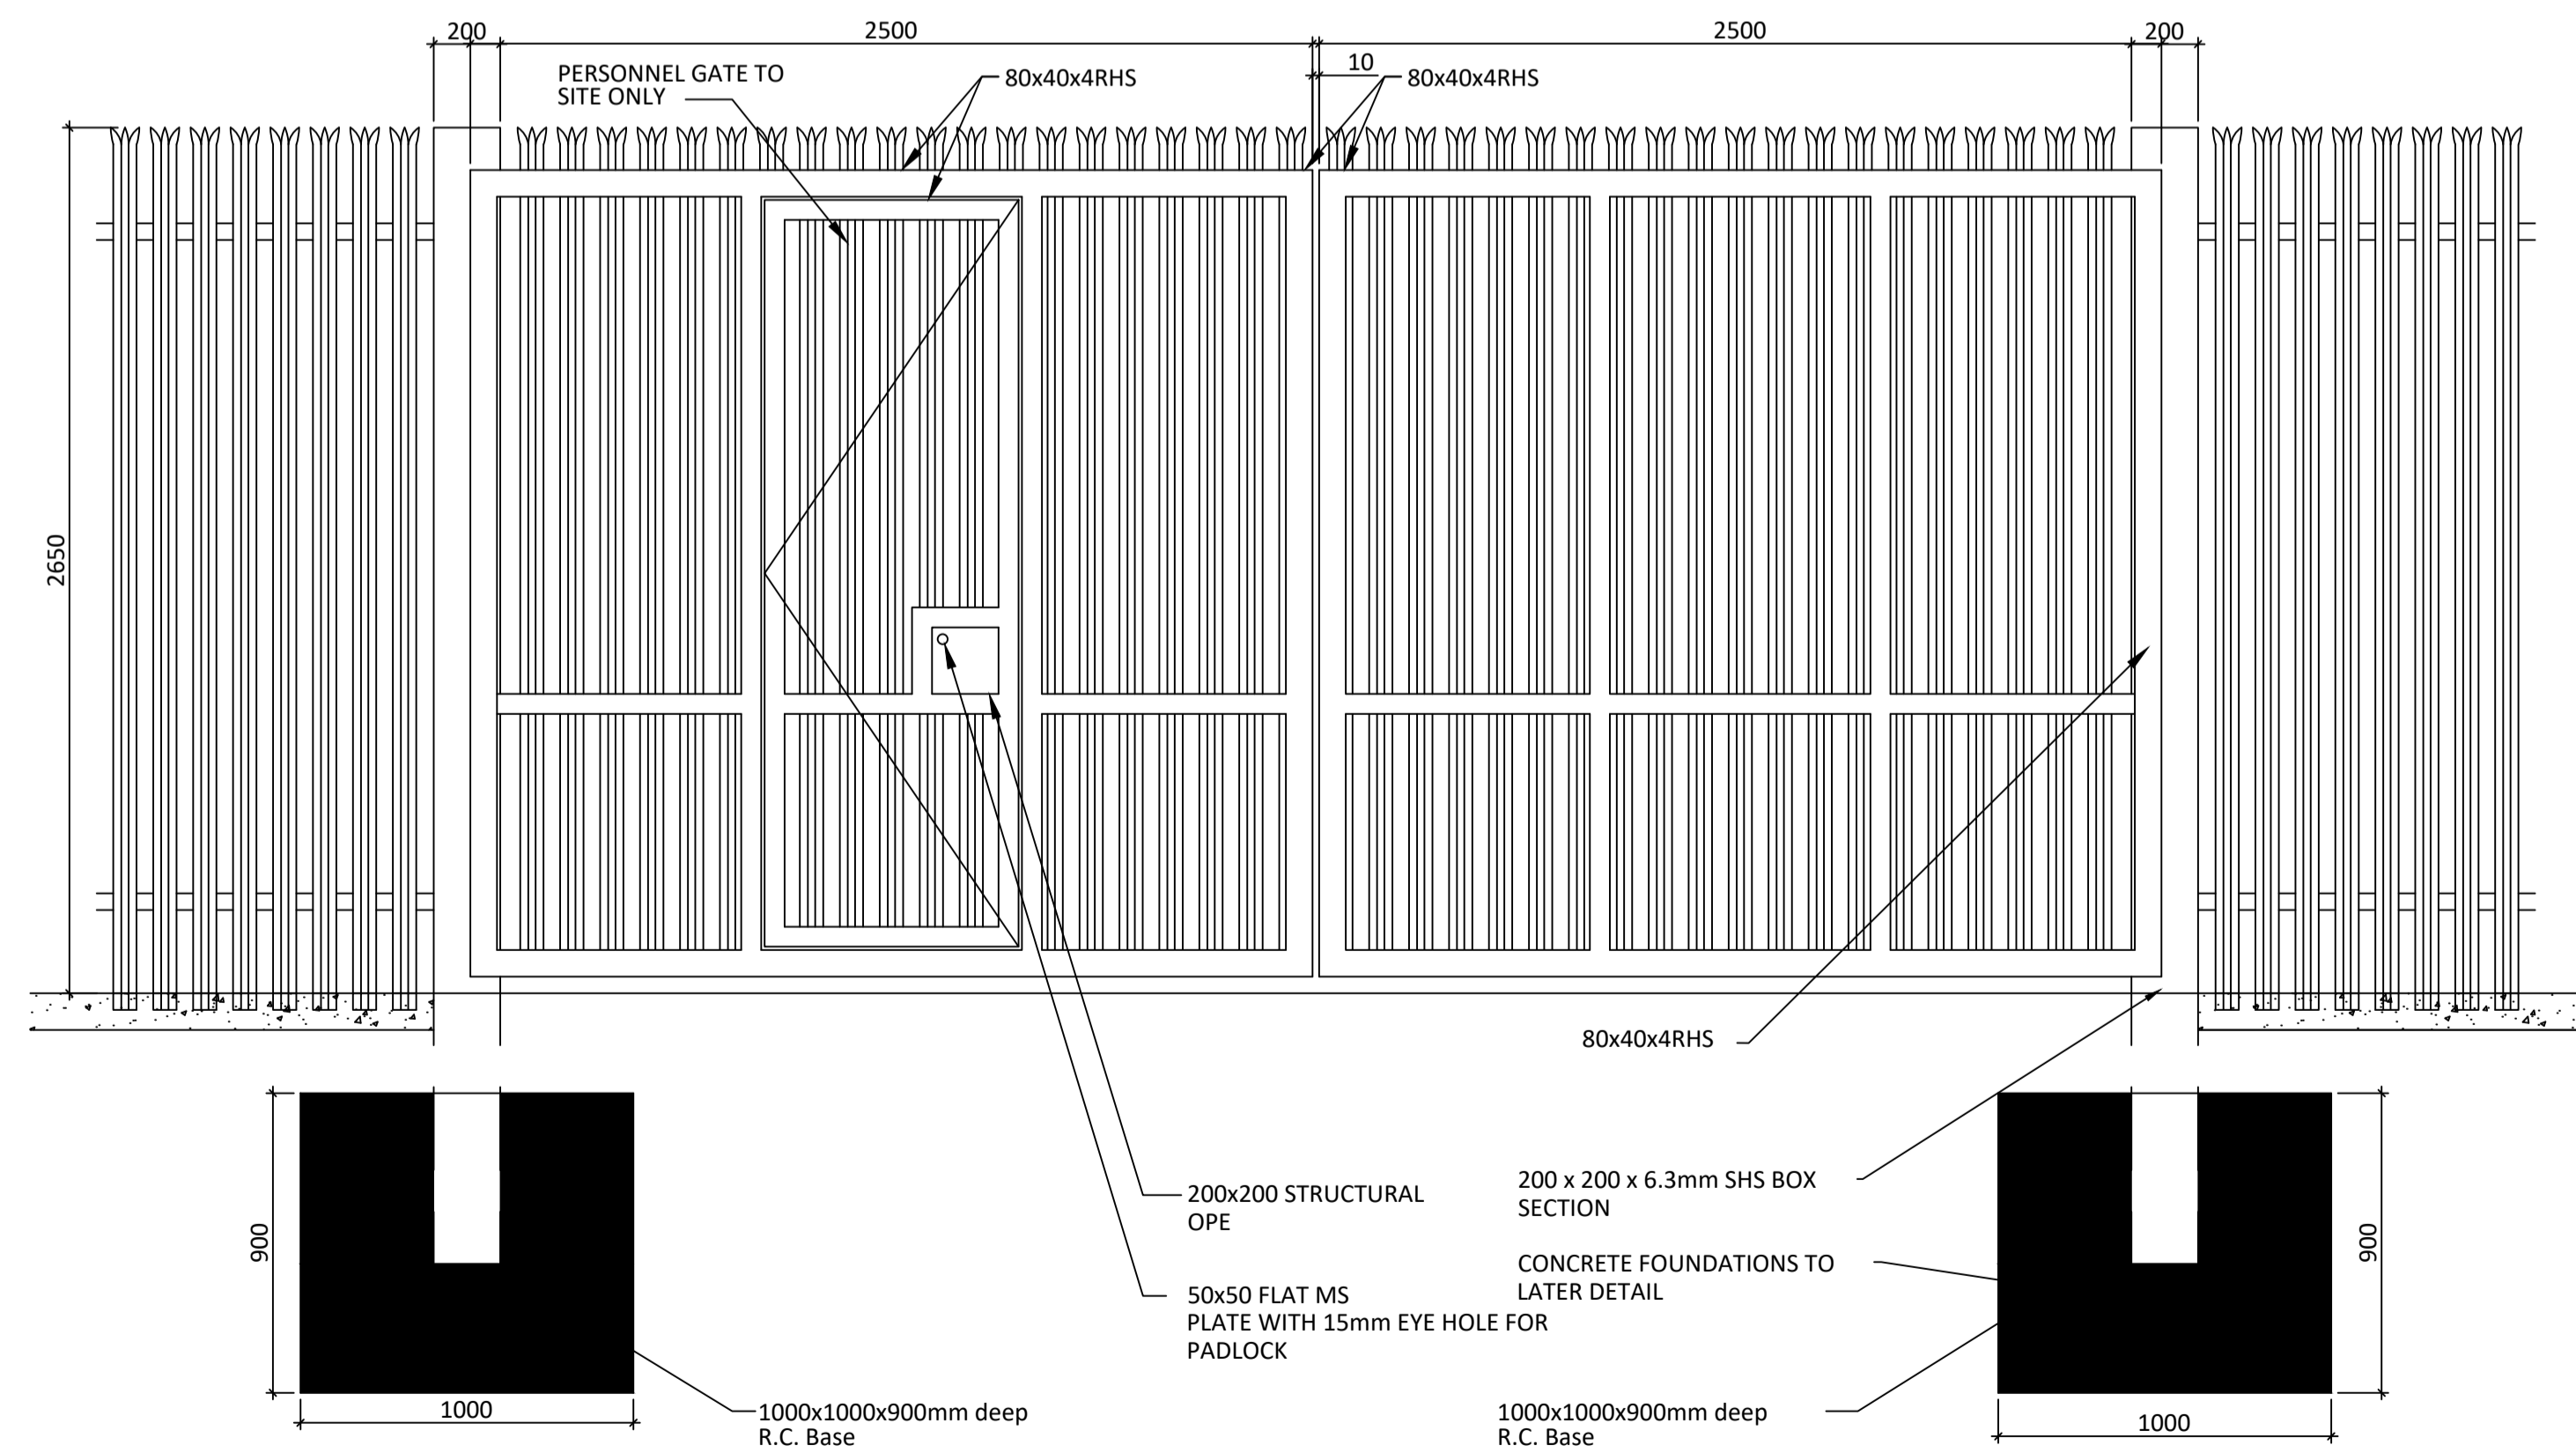 200
2500
2500
200
10
PERSONNEL GATE TO
SITE ONLY
80x40x4RHS
80x40x4RHS
2650
80x40x4RHS
200x200 STRUCTURAL
OPE
200 x 200 x 6.3mm SHS BOX
SECTION
900
900
CONCRETE FOUNDATIONS TO
LATER DETAIL
50x50 FLAT MS
PLATE WITH 15mm EYE HOLE FOR
PADLOCK
1000
1000x1000x900mm deep
R.C. Base
1000x1000x900mm deep
R.C. Base
1000